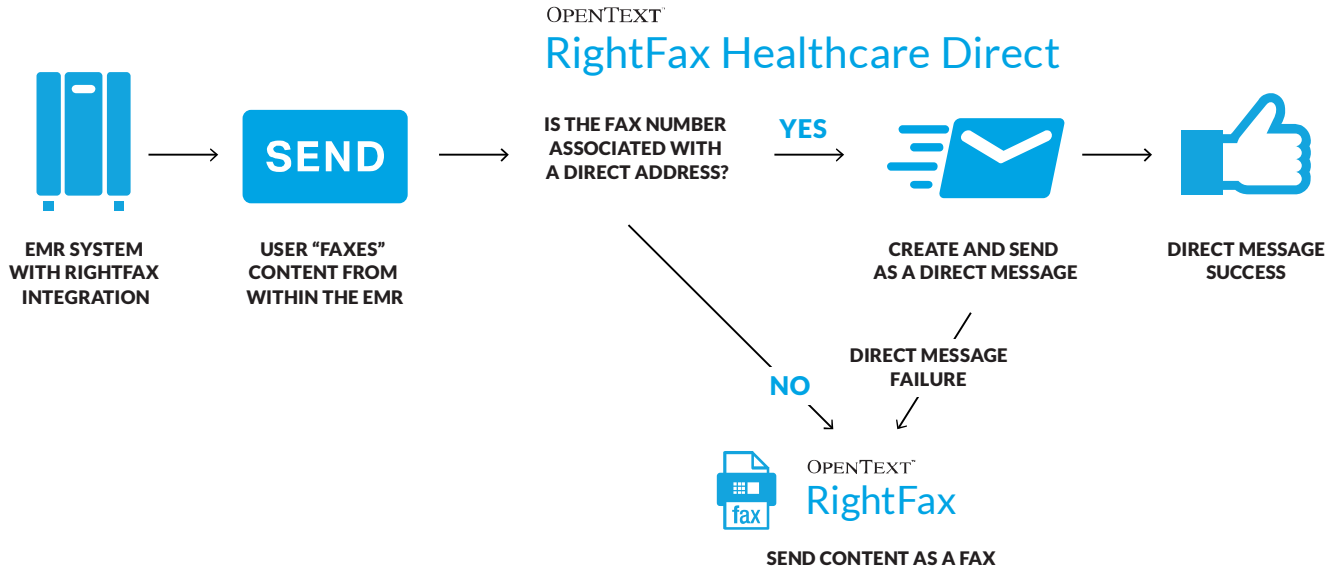 OPENTEXT™
RightFax Healthcare Direct
SEND
IS THE FAX NUMBER
ASSOCIATED WITH
A DIRECT ADDRESS?
YES
EMR SYSTEM
WITH RIGHTFAX
INTEGRATION
USER “FAXES”
CONTENT FROM
WITHIN THE EMR
CREATE AND SEND
AS A DIRECT MESSAGE
DIRECT MESSAGE
SUCCESS
DIRECT MESSAGE
FAILURE
NO
fax
OPENTEXT™
RightFax
SEND CONTENT AS A FAX